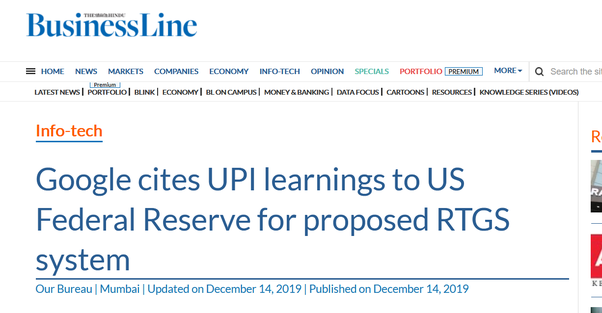 THE HINDU
BusinessLine
HOME NEWS MARKETS COMPANIES ECONOMY INFO-TECH OPINION SPECIALS PORTFOLIO PREMIUM MORE Search the si
Premium
LATEST NEWS | PORTFOLIO | BLINK | ECONOMY | BL ON CAMPUS | MONEY & BANKING | DATA FOCUS | CARTOONS | RESOURCES | KNOWLEDGE SERIES (VIDEOS)
Info-tech
R
Google cites UPI learnings to US
Federal Reserve for proposed RTGS
system
Our Bureau | Mumbai | Updated on December 14, 2019 | Published on December 14, 2019